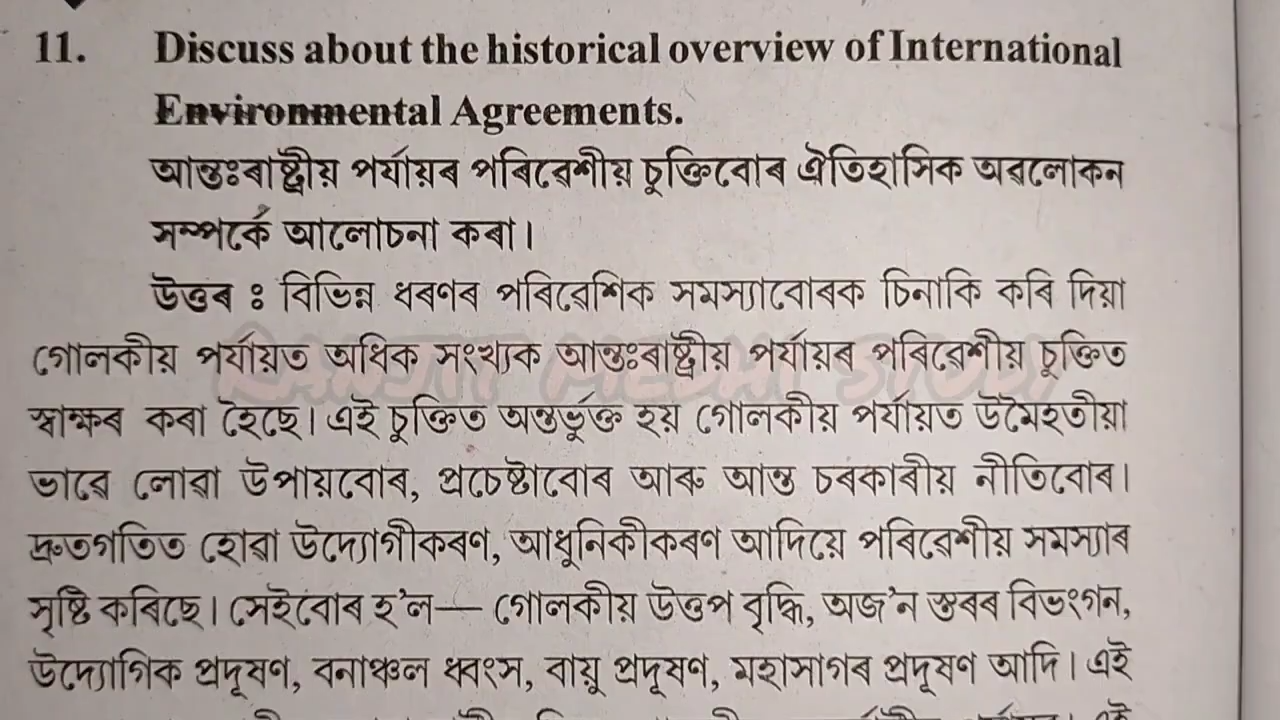 11. Discuss about the historical overview of International
Environmental Agreements.
আন্তঃৰাষ্ট্ৰীয় পৰ্যায়ৰ পৰিৱেশীয় চুক্তিবোৰ ঐতিহাসিক অৱলোকন
সম্পৰ্কে আলোচনা কৰা।
উত্তৰ ঃ বিভিন্ন ধৰণৰ পৰিৱেশিক সমস্যাবোৰক চিনাকি কৰি দিয়া
গোলকীয় পৰ্যায়ত অধিক সংখ্যক আন্তঃৰাষ্ট্ৰীয় পৰ্যায়ৰ পৰিৱেশীয় চুক্তিত
RANJIT MEDHI STUDY
স্বাক্ষৰ কৰা হৈছে। এই চুক্তিত অন্তৰ্ভুক্ত হয় গোলকীয় পৰ্যায়ত উমৈহতীয়া
ভাৱে লোৱা উপায়বোৰ, প্ৰচেষ্টাবোৰ আৰু আন্ত চৰকাৰীয় নীতিবোৰ।
দ্ৰুতগতিত হোৱা উদ্যোগীকৰণ, আধুনিকীকৰণ আদিয়ে পৰিৱেশীয় সমস্যাৰ
সৃষ্টি কৰিছে। সেইবোৰ হ'ল— গোলকীয় উত্তপ বৃদ্ধি, অজ'ন স্তৰৰ বিভংগন,
উদ্যোগিক প্ৰদূষণ, বনাঞ্চল ধ্বংস, বায়ু প্ৰদূষণ, মহাসাগৰ প্ৰদূষণ আদি। এই